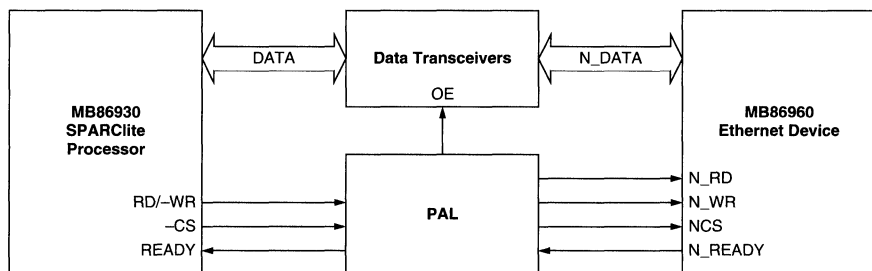 DATA
Data Transceivers
N_DATA
OE
MB86930
SPARClite
Processor
MB86960
Ethernet Device
RD/–WR
–CS
READY
PAL
N_RD
N_WR
NCS
N_READY